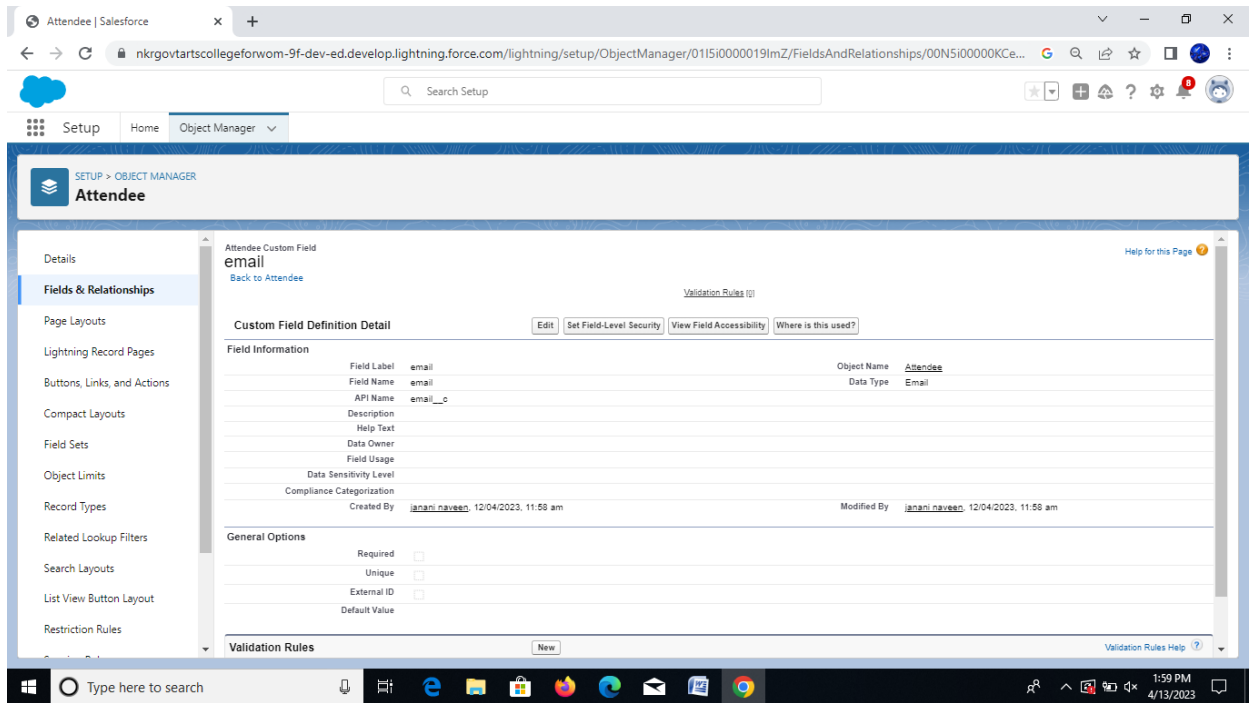 Attendee | Salesforce
nkrgovtartscollegeforwom-9f-dev-ed.develop.lightning.force.com/lightning/setup/ObjectManager/01I5i0000019ImZ/FieldsAndRelationships/00N5i00000KCe...
Search Setup
8
Setup Home Object Manager
SETUP > OBJECT MANAGER
Attendee
Details
Fields & Relationships
Page Layouts
Lightning Record Pages
Buttons, Links, and Actions
Compact Layouts
Field Sets
Object Limits
Record Types
Related Lookup Filters
Search Layouts
List View Button Layout
Restriction Rules
Attendee Custom Field
email
Back to Attendee
Help for this Page
Validation Rules [0]
Custom Field Definition Detail Edit Set Field-Level Security View Field Accessibility Where is this used?
Field Information
Field Label email Object Name Attendee
Field Name email Data Type Email
API Name email__c
Description
Help Text
Data Owner
Field Usage
Data Sensitivity Level
Compliance Categorization
Created By janani naveen, 12/04/2023, 11:58 am Modified By janani naveen, 12/04/2023, 11:58 am
General Options
Required
Unique
External ID
Default Value
Validation Rules New Validation Rules Help ?
Type here to search
1:59 PM
4/13/2023